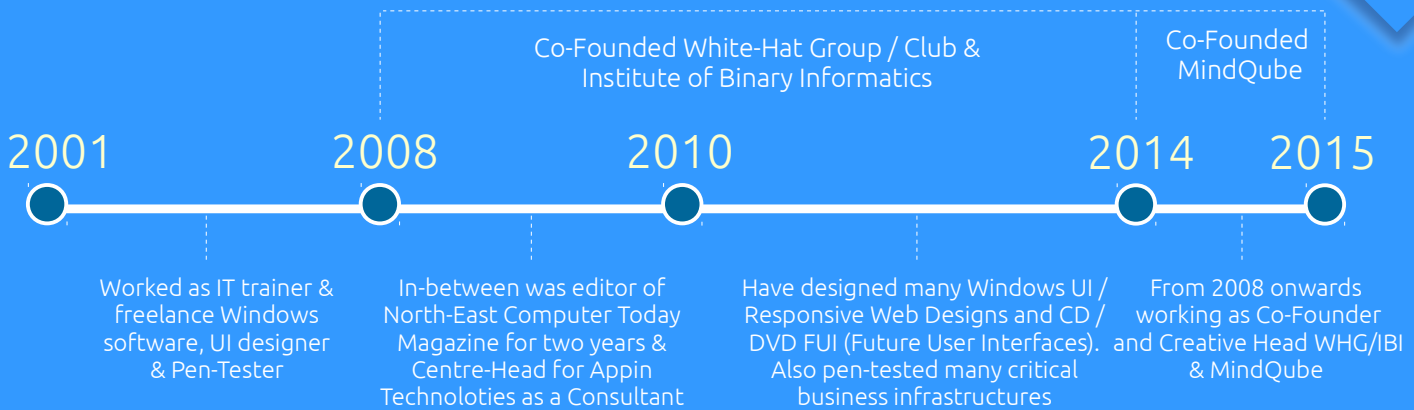 Co-Founded White-Hat Group / Club &
Institute of Binary Informatics
Co-Founded
MindQube
2001
2008
2010
2014
2015
Worked as IT trainer &
freelance Windows
software, UI designer
& Pen-Tester
In-between was editor of
North-East Computer Today
Magazine for two years &
Centre-Head for Appin
Technoloties as a Consultant
Have designed many Windows UI /
Responsive Web Designs and CD /
DVD FUI (Future User Interfaces).
Also pen-tested many critical
business infrastructures
From 2008 onwards
working as Co-Founder
and Creative Head WHG/IBI
& MindQube